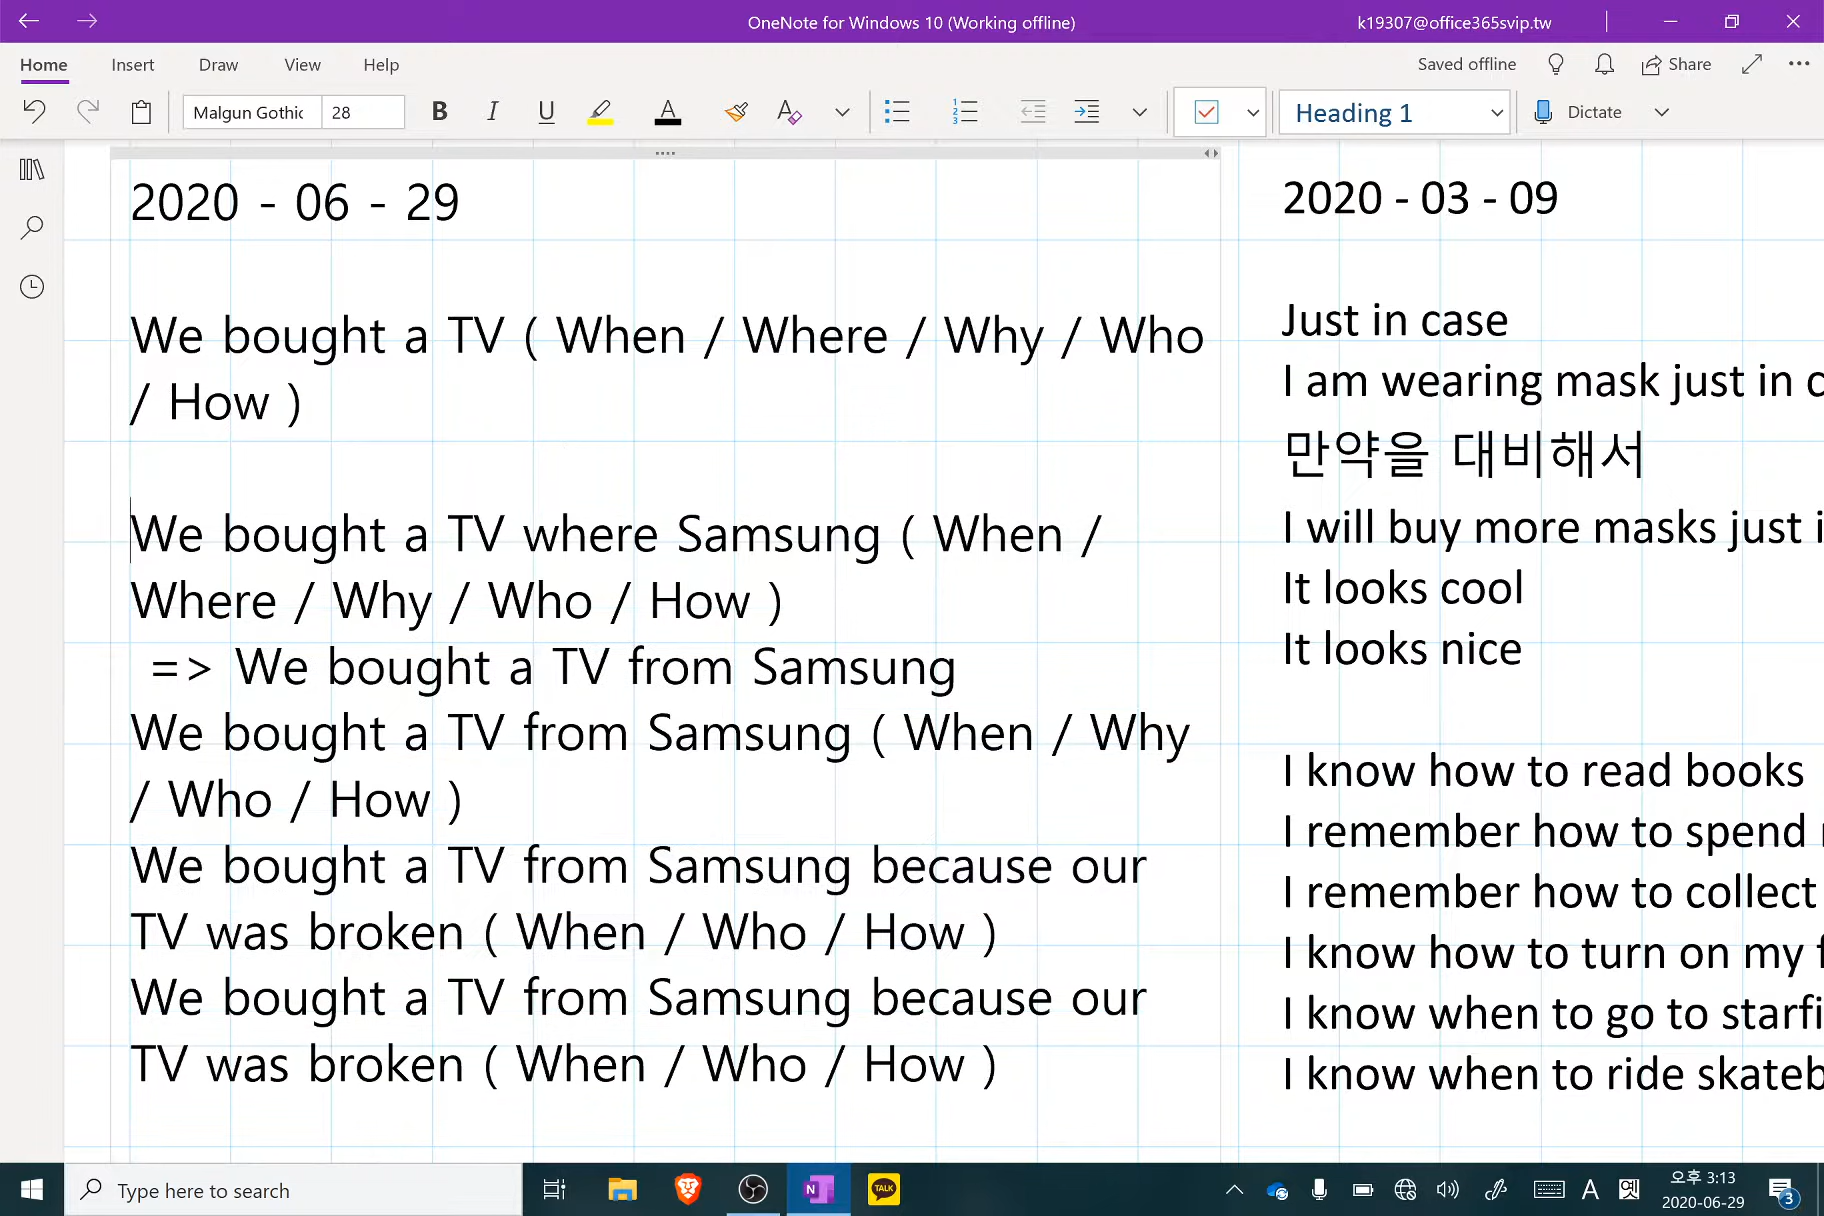 OneNote for Windows 10 (Working offline)
k19307@office365svip.tw
Home Insert Draw View Help
Saved offline
Share
Malgun Gothic
28
B I U A A
Heading 1
Dictate
2020 - 06 - 29
We bought a TV ( When / Where / Why / Who
/ How )
We bought a TV where Samsung ( When /
Where / Why / Who / How )
=> We bought a TV from Samsung
We bought a TV from Samsung ( When / Why
/ Who / How )
We bought a TV from Samsung because our
TV was broken ( When / Who / How )
We bought a TV from Samsung because our
TV was broken ( When / Who / How )
2020 - 03 - 09
Just in case
I am wearing mask just in c
만약을 대비해서
I will buy more masks just i
It looks cool
It looks nice
I know how to read books
I remember how to spend
I remember how to collect
I know how to turn on my f
I know when to go to starfi
I know when to ride skateb
Type here to search
N
TALK
A
오후 3:13
2020-06-29
3